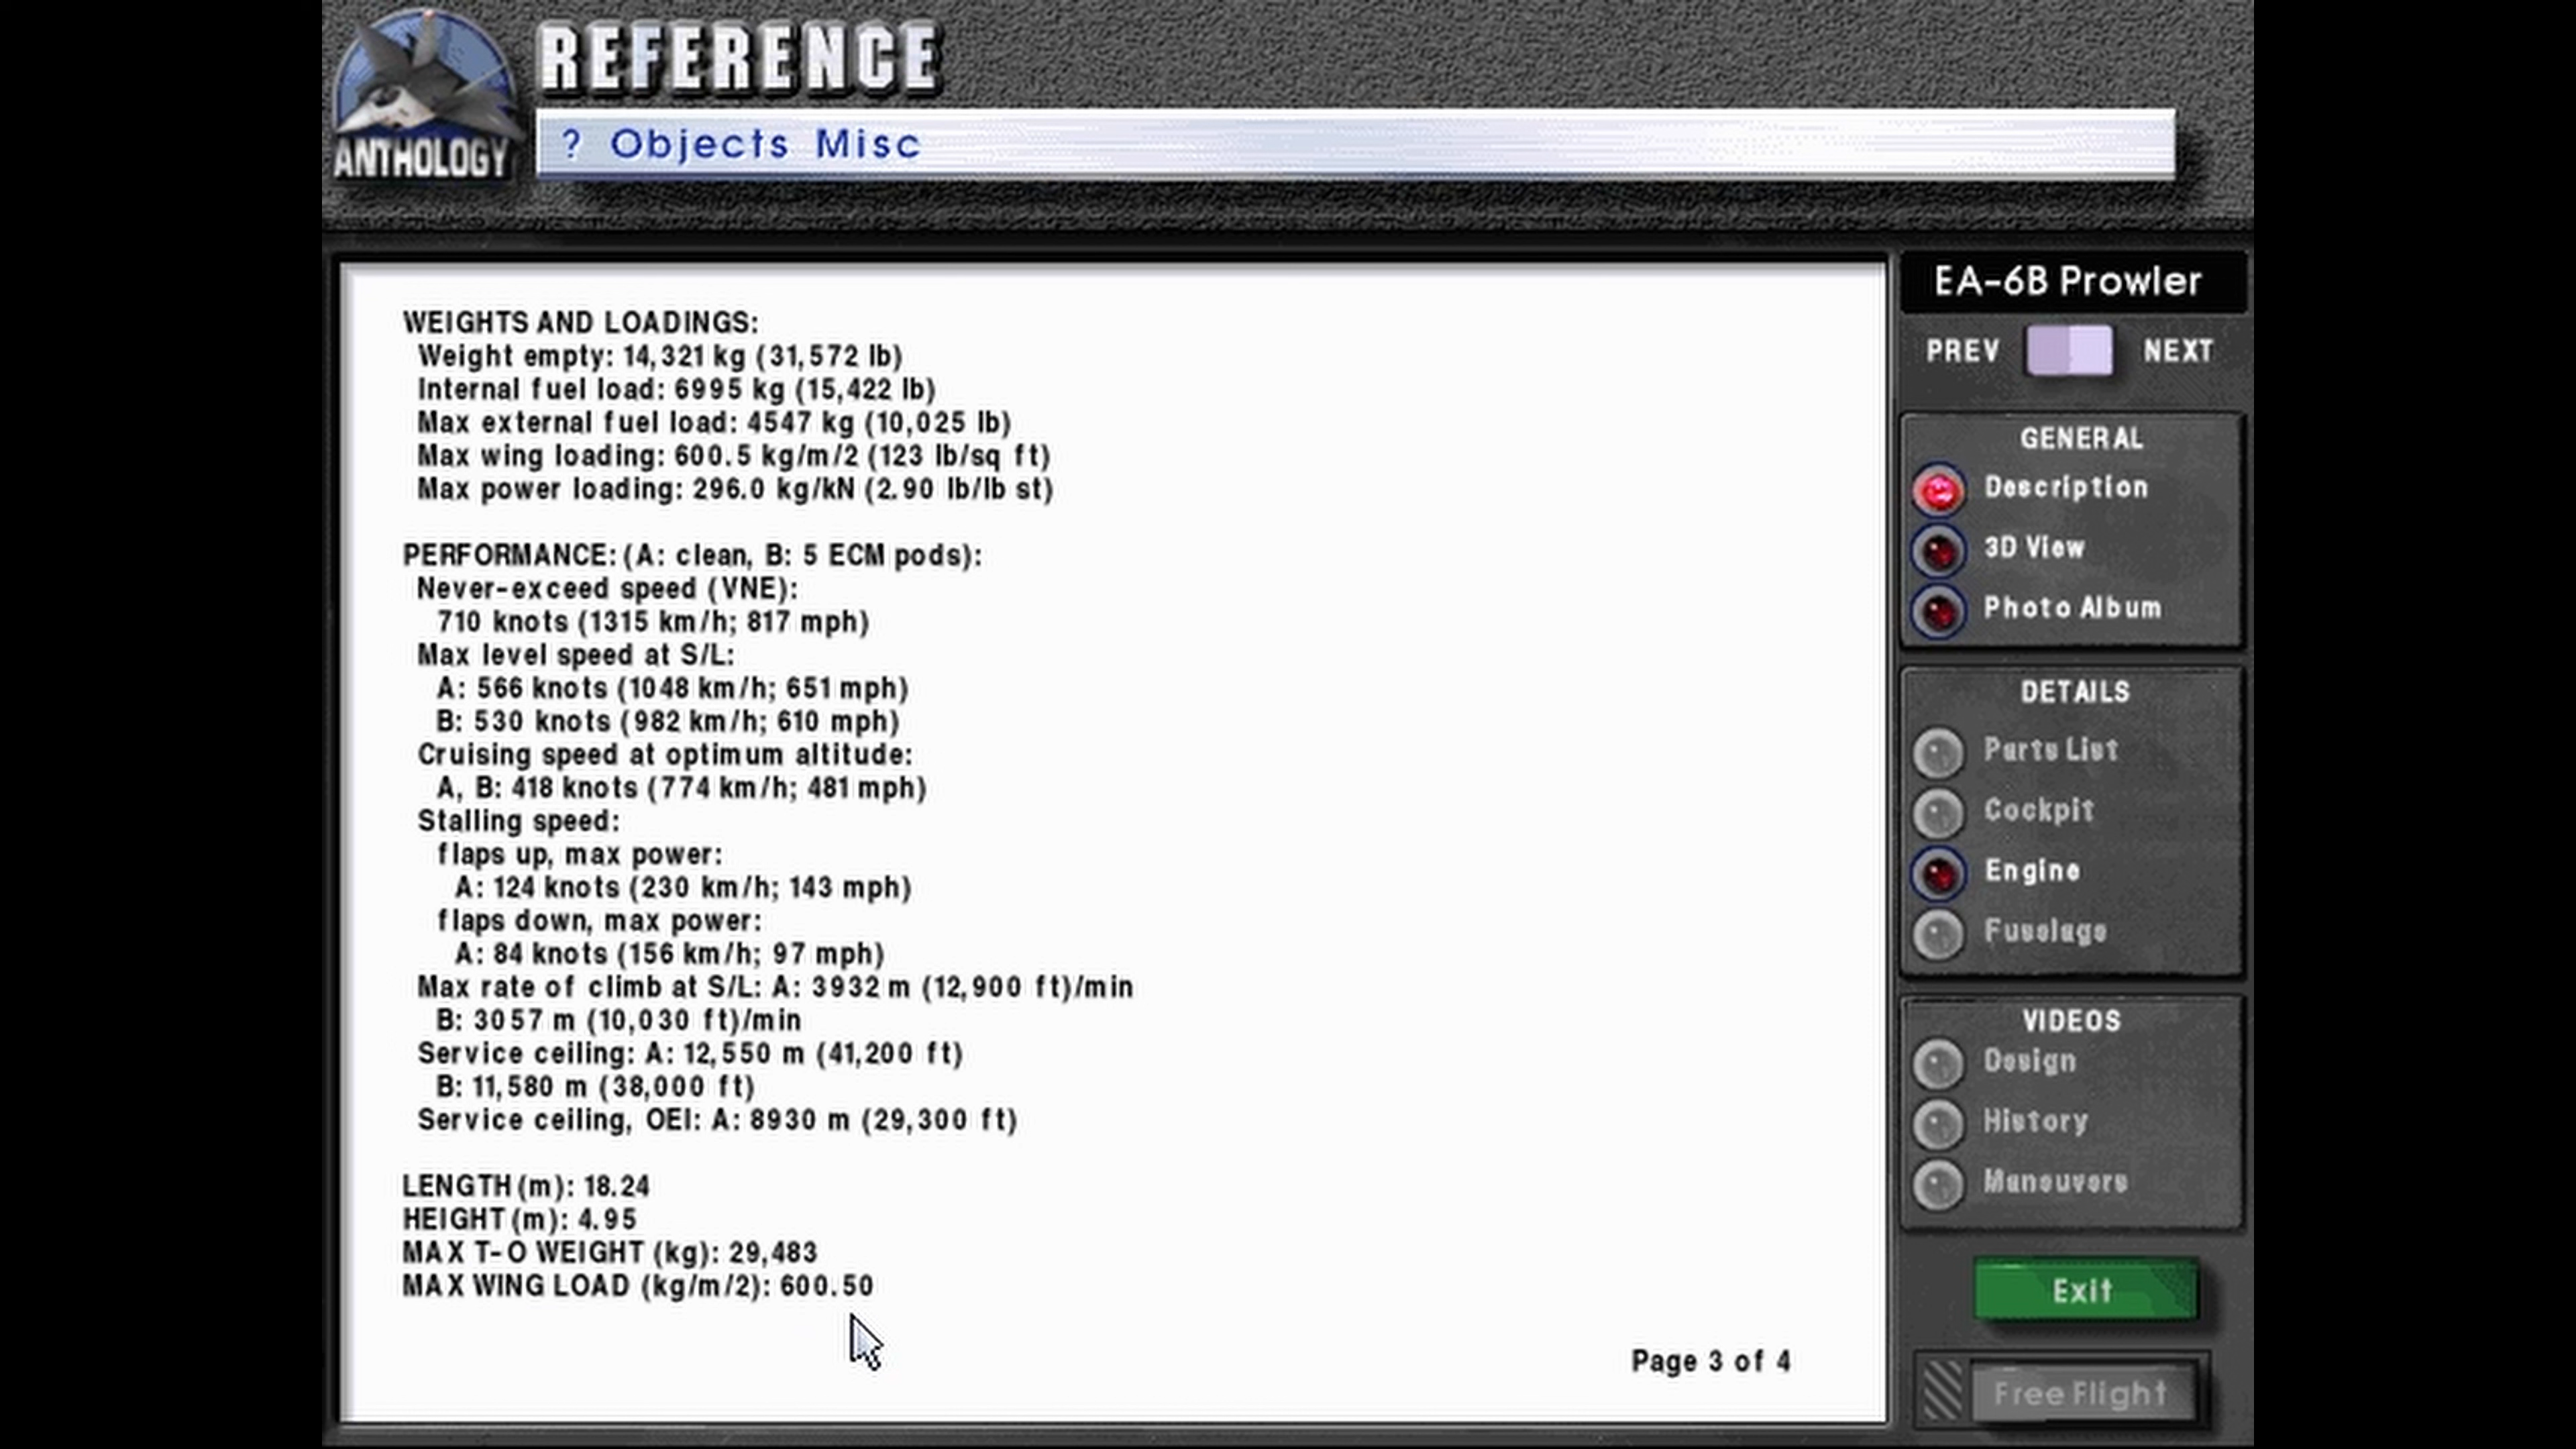 REFERENCE
ANTHOLOGY
? Objects Misc
WEIGHTS AND LOADINGS:
Weight empty: 14,321 kg (31,572 lb)
Internal fuel load: 6995 kg (15,422 lb)
Max external fuel load: 4547 kg (10,025 lb)
Max wing loading: 600.5 kg/m/2 (123 lb/sq ft)
Max power loading: 296.0 kg/kN (2.90 lb/lb st)
PERFORMANCE: (A: clean, B: 5 ECM pods):
Never-exceed speed (VNE):
710 knots (1315 km/h; 817 mph)
Max level speed at S/L:
A: 566 knots (1048 km/h; 651 mph)
B: 530 knots (982 km/h; 610 mph)
Cruising speed at optimum altitude:
A, B: 418 knots (774 km/h; 481 mph)
Stalling speed:
flaps up, max power:
A: 124 knots (230 km/h; 143 mph)
flaps down, max power:
A: 84 knots (156 km/h; 97 mph)
Max rate of climb at S/L: A: 3932 m (12,900 ft)/min
B: 3057 m (10,030 ft)/min
Service ceiling: A: 12,550 m (41,200 ft)
B: 11,580 m (38,000 ft)
Service ceiling, OEI: A: 8930 m (29,300 ft)
LENGTH (m): 18.24
HEIGHT (m): 4.95
MAX T-O WEIGHT (kg): 29,483
MAX WING LOAD (kg/m/2): 600.50
Page 3 of 4
EA-6B Prowler
PREV NEXT
GENERAL
Description
3D View
Photo Album
DETAILS
Parts List
Cockpit
Engine
Fuselage
VIDEOS
Design
History
Maneuvers
Exit
Free Flight